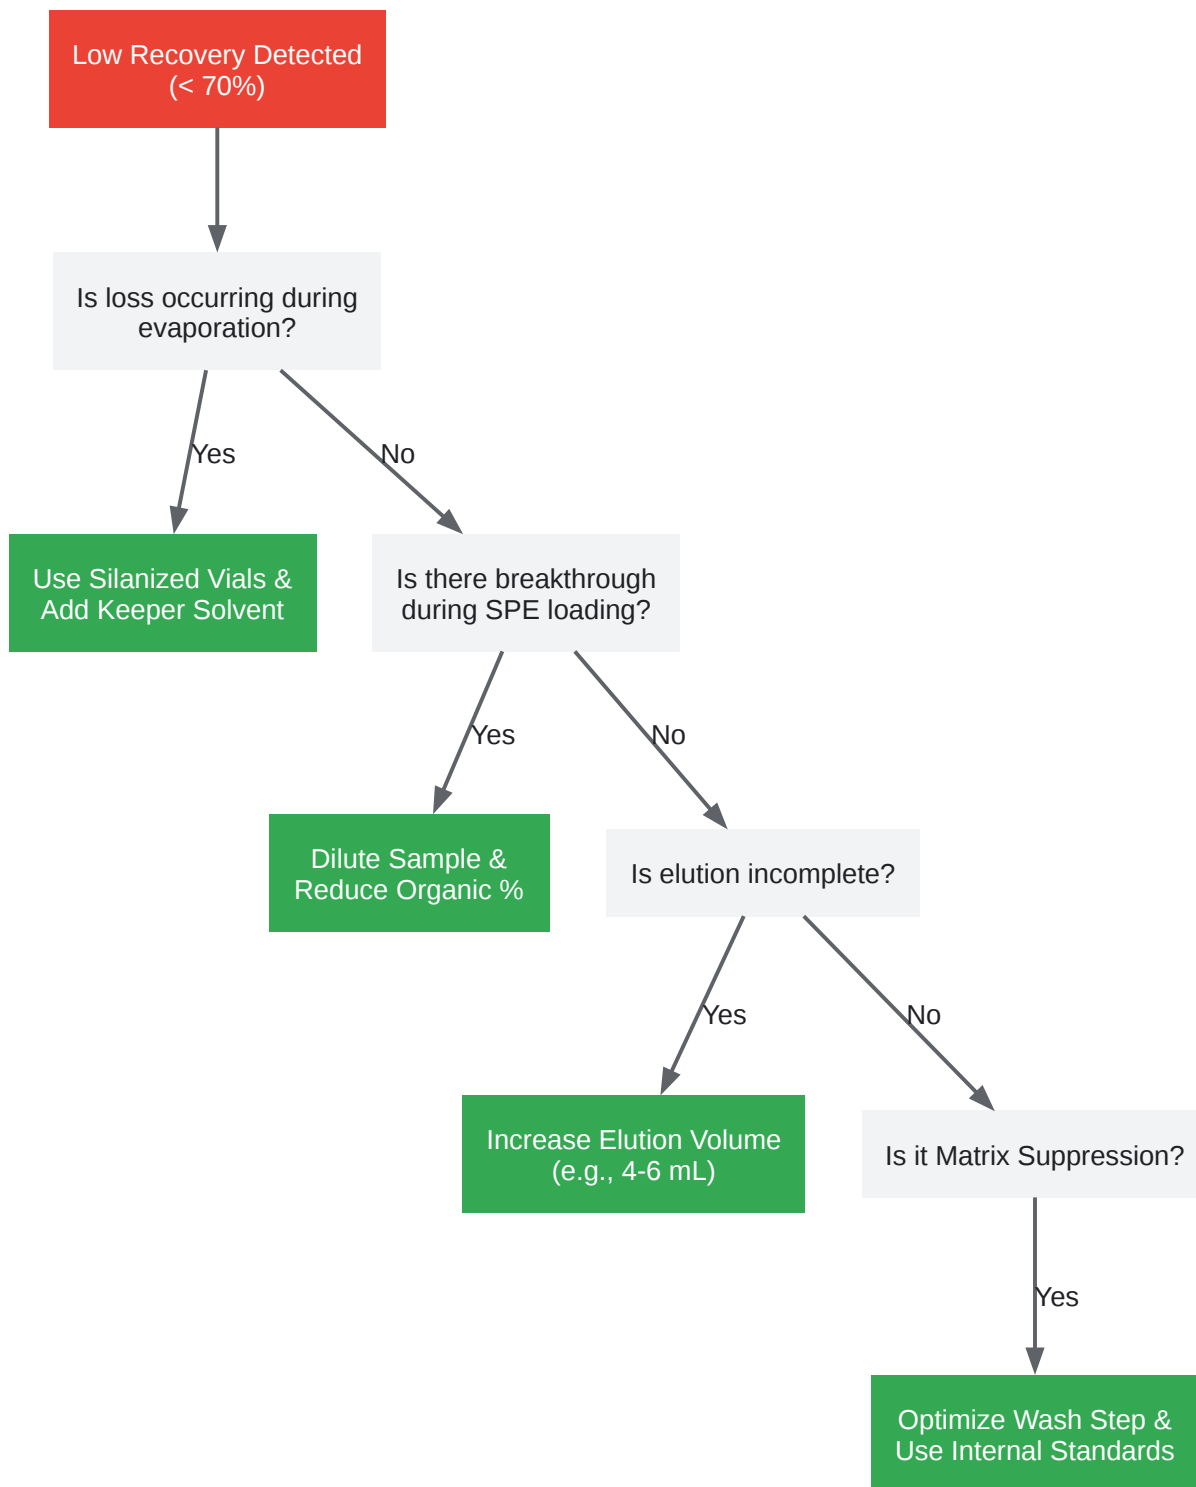 Low Recovery Detected
(< 70%)
Is loss occurring during
evaporation?
Yes
No
Use Silanized Vials &
Add Keeper Solvent
Is there breakthrough
during SPE loading?
Yes
No
Dilute Sample &
Reduce Organic %
Is elution incomplete?
Yes
No
Increase Elution Volume
(e.g., 4-6 mL)
Is it Matrix Suppression?
Yes
Optimize Wash Step &
Use Internal Standards